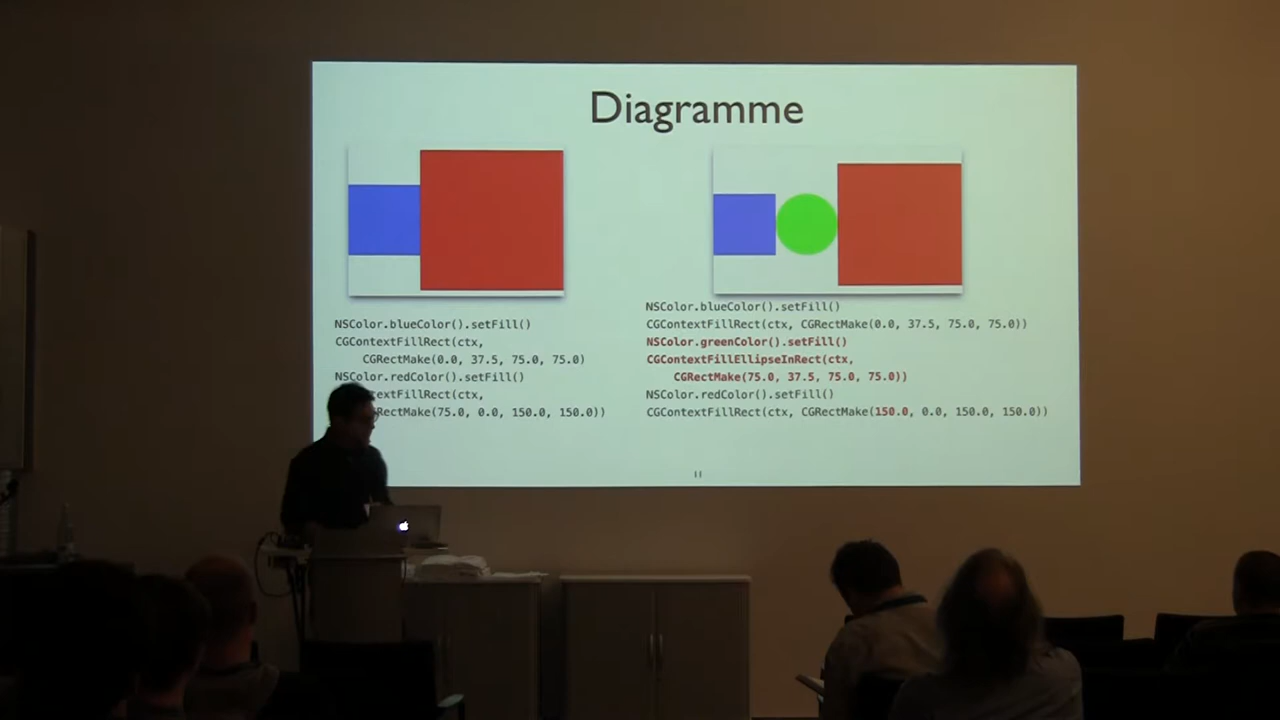 Diagramme
NSColor.blueColor().setFill()
CGContextFillRect(ctx,
CGRectMake(0.0, 37.5, 75.0, 75.0)
NSColor.redColor().setFill()
extFillRect(ctx,
RectMake(75.0, 0.0, 150.0, 150.0))
NSColor.blueColor().setFill()
CGContextFillRect(ctx, CGRectMake(0.0, 37.5, 75.0, 75.0))
NSColor.greenColor().setFill()
CGContextFillEllipseInRect(ctx,
CGRectMake(75.0, 37.5, 75.0, 75.0))
NSColor.redColor().setFill()
CGContextFillRect(ctx, CGRectMake(150.0, 0.0, 150.0, 150.0))
11